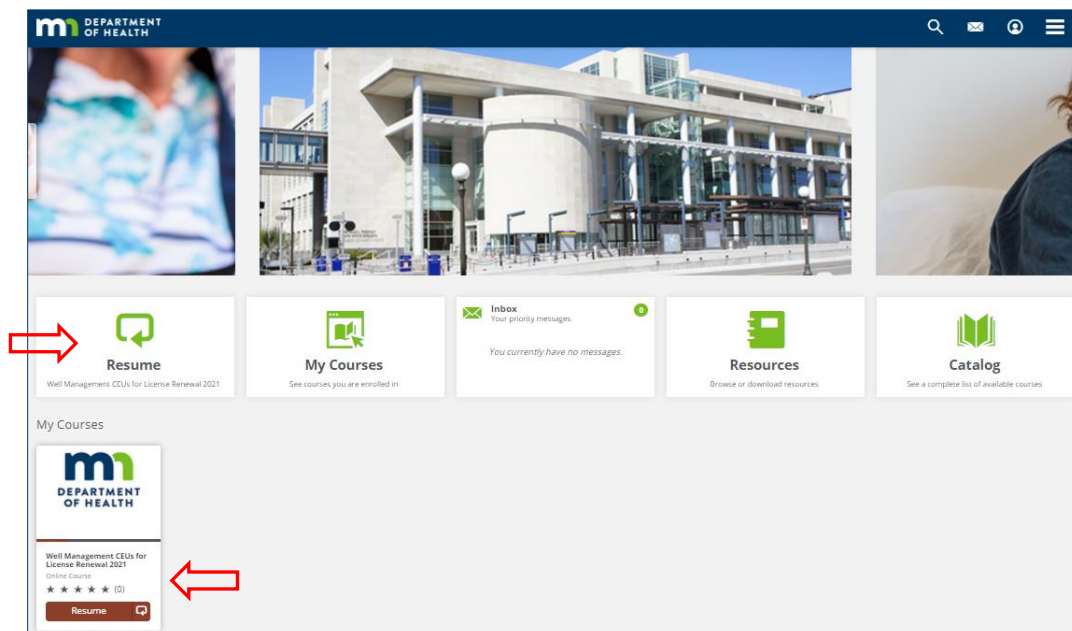 DEPARTMENT
OF HEALTH
Resume
Well Management CEUs for License Renewal 2021
My Courses
See courses you are enrolled in
Inbox
Your priority messages
0
You currently have no messages.
Resources
Browse or download resources
Catalog
See a complete list of available courses
My Courses
DEPARTMENT
OF HEALTH
Well Management CEUs for
License Renewal 2021
Online Course
(0)
Resume